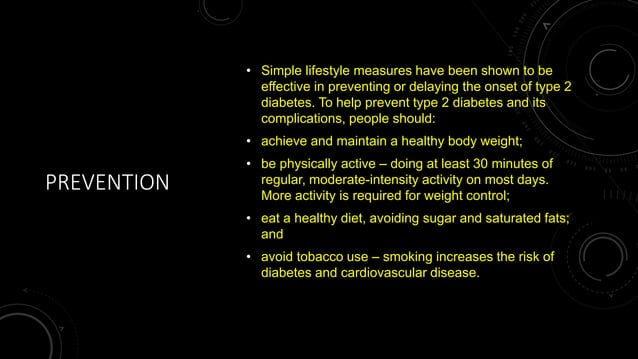 PREVENTION
• Simple lifestyle measures have been shown to be
effective in preventing or delaying the onset of type 2
diabetes. To help prevent type 2 diabetes and its
complications, people should:
• achieve and maintain a healthy body weight;
• be physically active – doing at least 30 minutes of
regular, moderate-intensity activity on most days.
More activity is required for weight control;
• eat a healthy diet, avoiding sugar and saturated fats;
and
• avoid tobacco use – smoking increases the risk of
diabetes and cardiovascular disease.